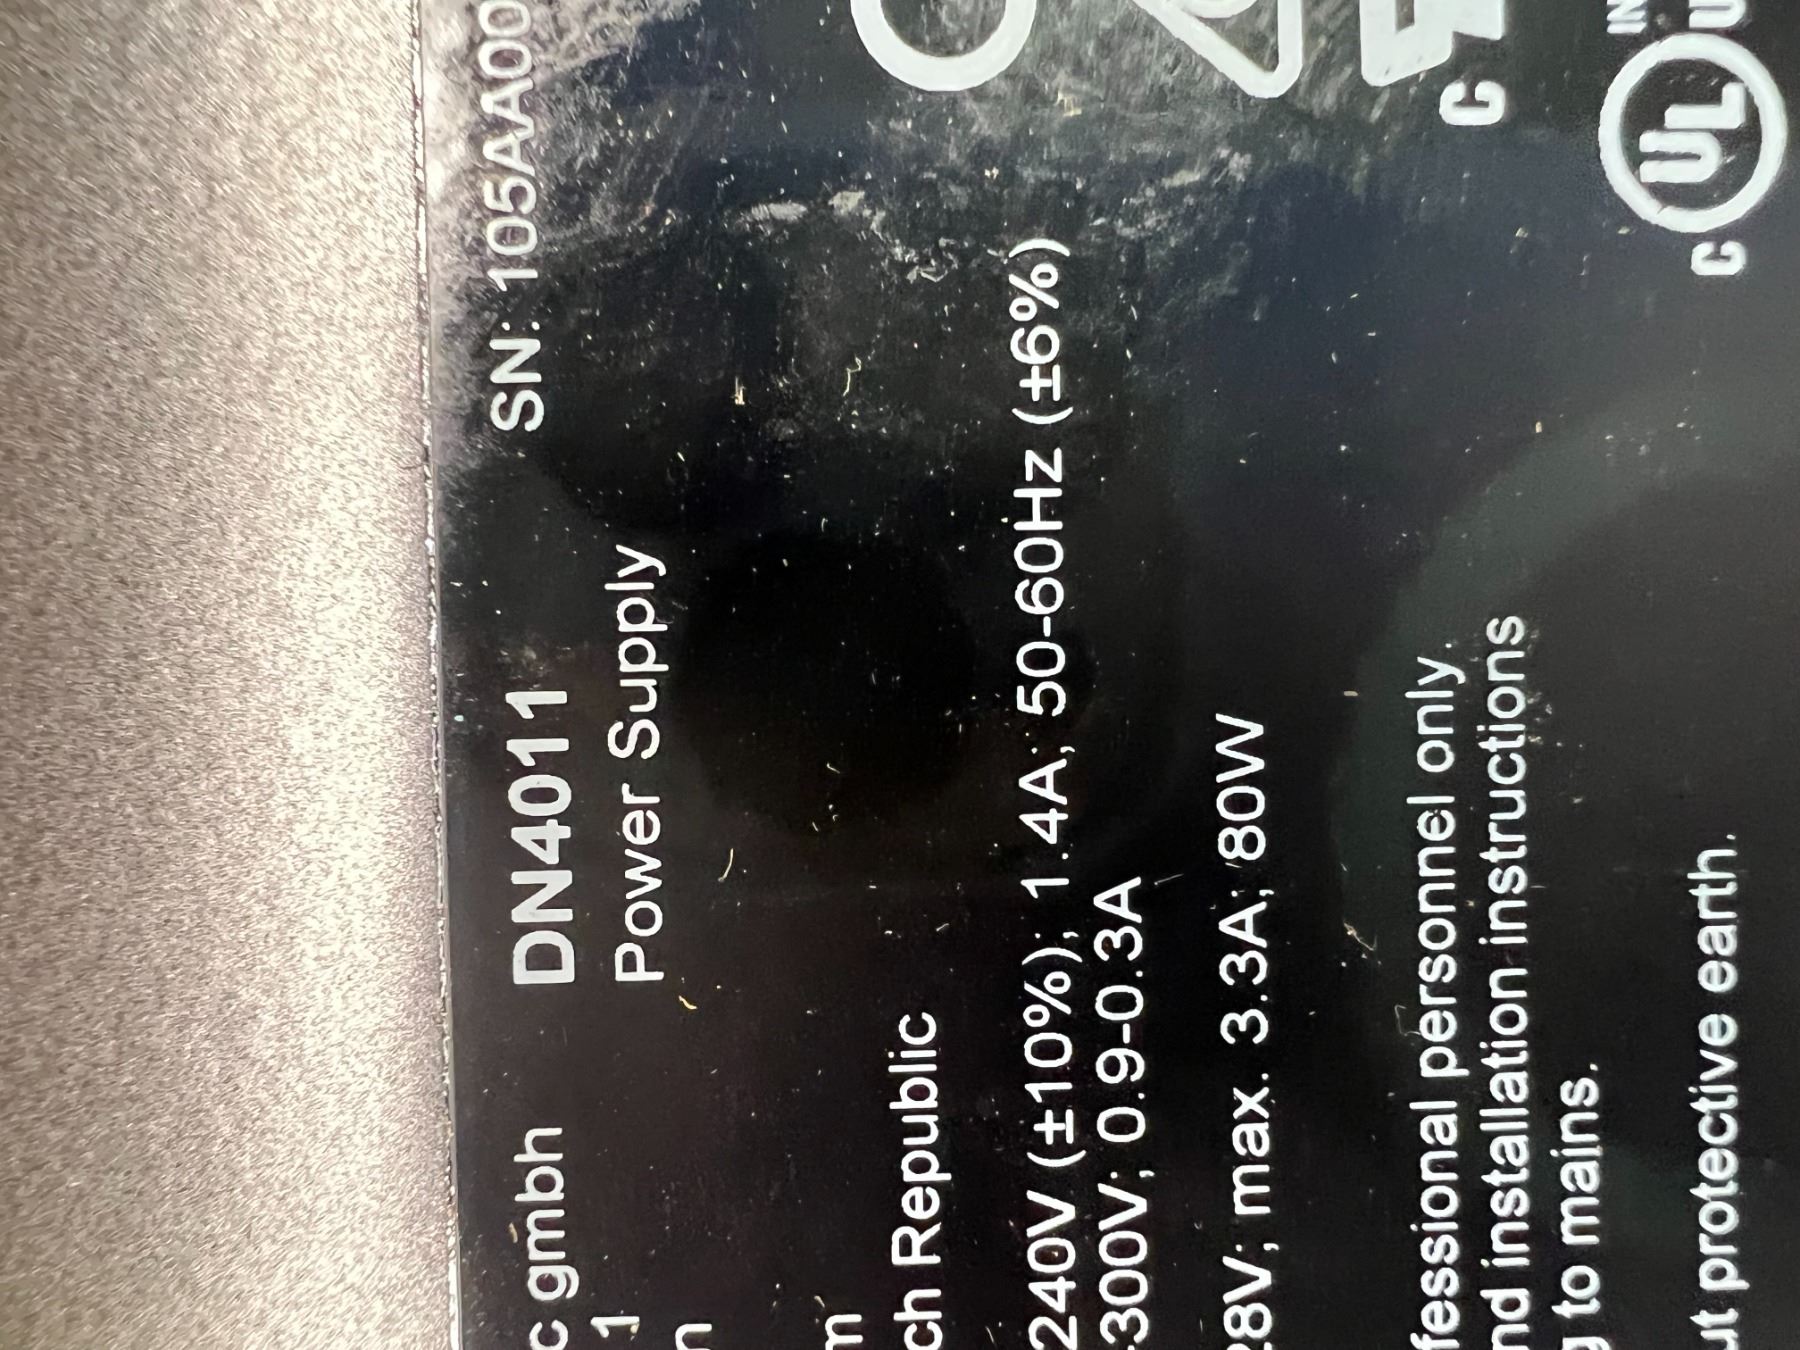 c gmbh DN4011 SN: 105AA00
1 Power Supply
n
m
ch Republic
240V (±10%); 1.4A; 50-60Hz (±6%)
-300V; 0.9-0.3A
28V; max. 3.3A; 80W
fessional personnel only.
nd installation instructions
g to mains.
ut protective earth.
C
IN
C UL U